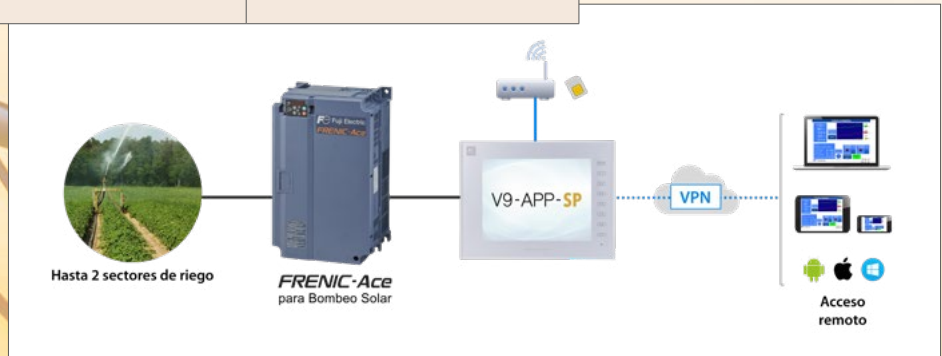 Hasta 2 sectores de riego
Fuji Electric
FRENIC-Ace
FRENIC-Ace
para Bombeo Solar
V9-APP-SP
VPN
Acceso
remoto